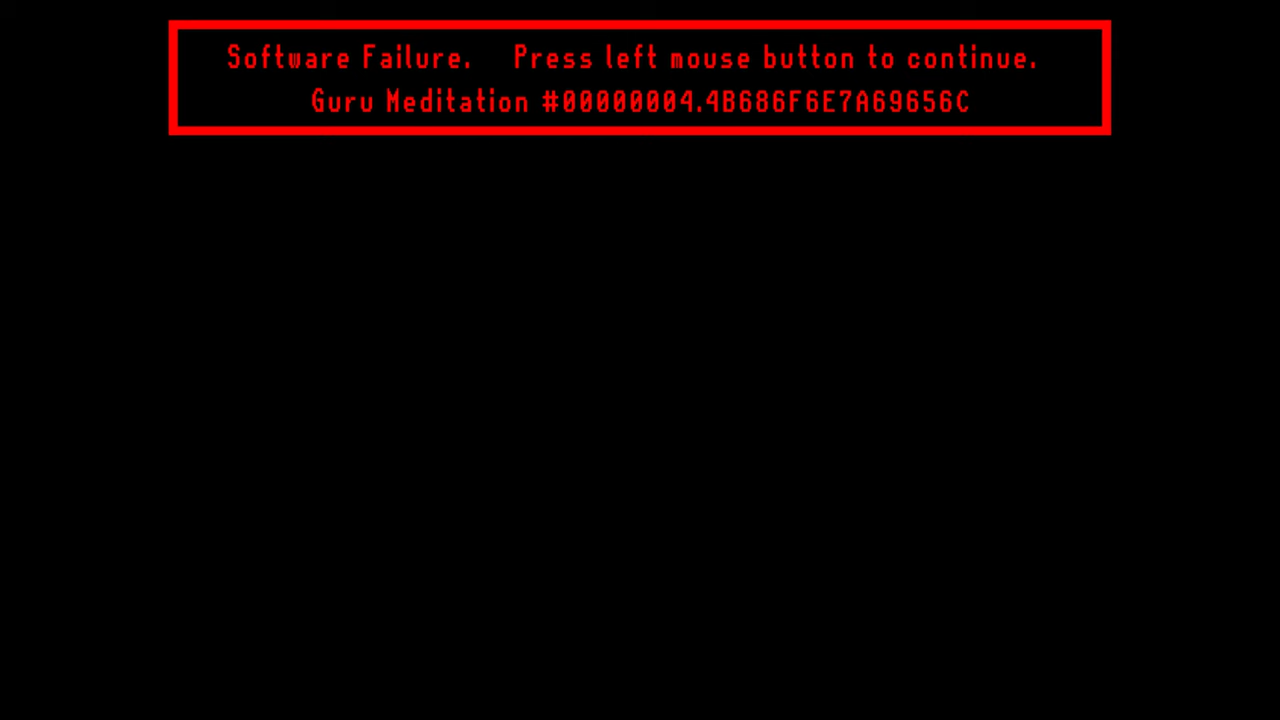 Software Failure. Press left mouse button to continue.
Guru Meditation #00000004.4B686F6E7A69656C